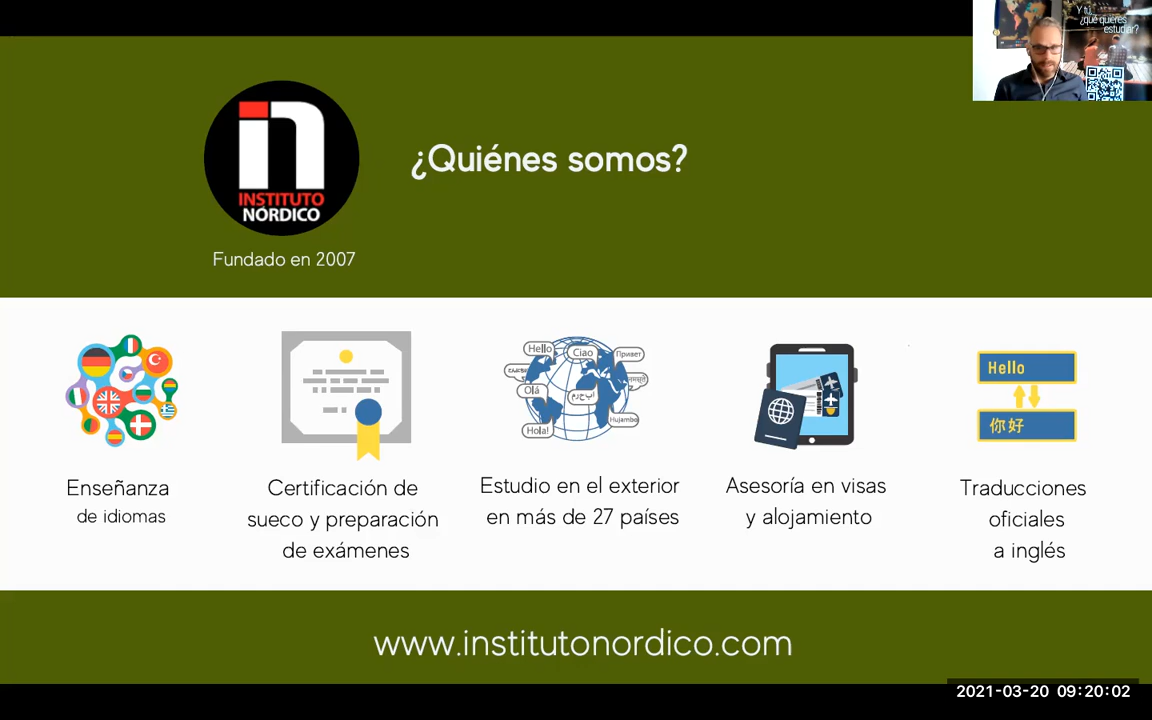 Y tú,
¿qué quieres
estudiar?
in
INSTITUTO
NÓRDICO
¿Quiénes somos?
Fundado en 2007
Hello
Ciao
Привет
Olá
Hola!
Hujambo
Hello
你好
Enseñanza
de idiomas
Certificación de
sueco y preparación
de exámenes
Estudio en el exterior
en más de 27 países
Asesoría en visas
y alojamiento
Traducciones
oficiales
a inglés
www.institutonordico.com
2021-03-20 09:20:02